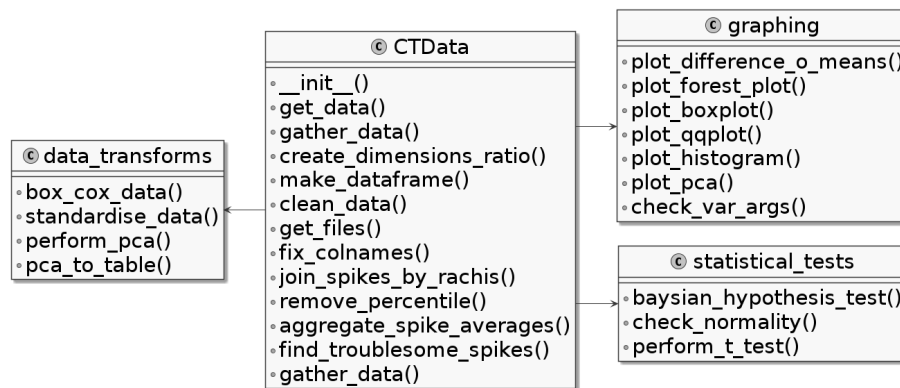 C data_transforms
box_cox_data()
standardise_data()
perform_pca()
pca_to_table()
C CTData
__init__()
get_data()
gather_data()
create_dimensions_ratio()
make_dataframe()
clean_data()
get_files()
fix_colnames()
join_spikes_by_rachis()
remove_percentile()
aggregate_spike_averages()
find_troublesome_spikes()
gather_data()
C graphing
plot_difference_o_means()
plot_forest_plot()
plot_boxplot()
plot_qqplot()
plot_histogram()
plot_pca()
check_var_args()
C statistical_tests
baysian_hypothesis_test()
check_normality()
perform_t_test()